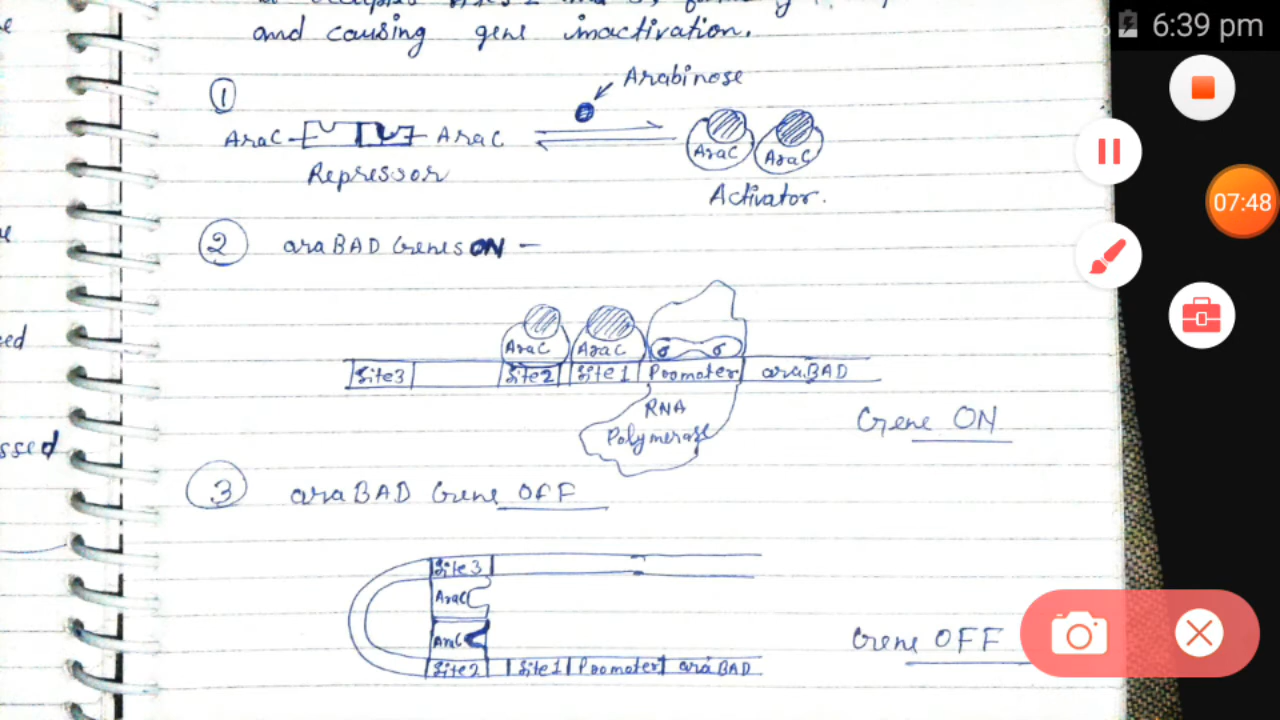 and causing gene inactivation.
6:39 pm
1
Arabinose
AraC
AraC
AraC
AraC
Repressor
Activator.
07:48
2 araBAD Genes ON -
AraC
AraC
σ σ
Site3
Site2
Site1
Promoter
araBAD
RNA
Polymerase
Gene ON
ssed
3 araBAD Gene OFF
Site3
AraC
AraC
Gene OFF
Site2
Site1
Promoter
araBAD